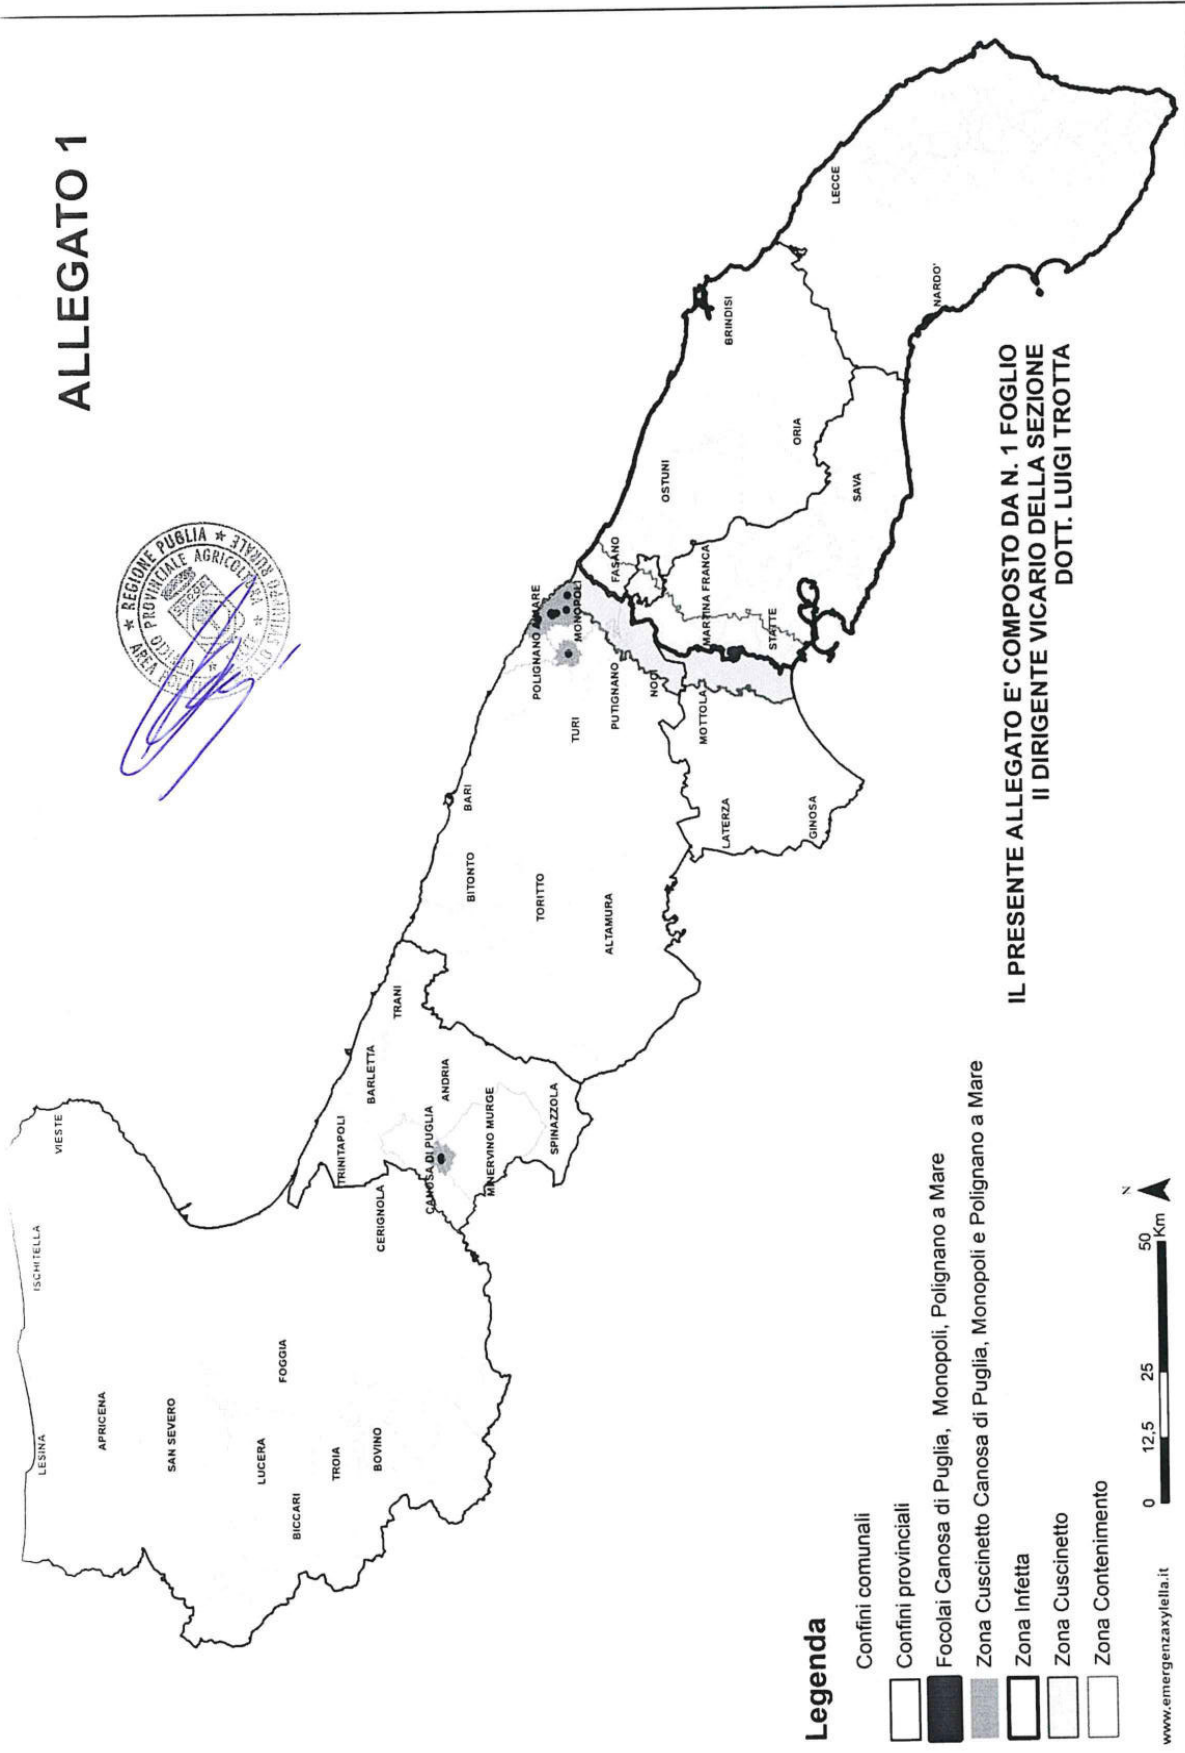 ALLEGATO 1
REGIONE PUGLIA
PROVINCIALE AGRICOLTURA
VIESTE
ISCHITELLA
LESINA
APRICENA
SAN SEVERO
FOGGIA
LUCERA
TROIA
BOVINO
BICCARI
TRINITAPOLI
BARLETTA
TRANI
CERIGNOLA
CANOSA DI PUGLIA
ANDRIA
MINERVINO MURGE
SPINAZZOLA
BARI
BITONTO
TORITTO
ALTAMURA
POLIGNANO A MARE
MONOPOLI
TURI
PUTIGNANO
NOCI
MOTTOLA
LATERZA
GINOSA
FASANO
MARTINA FRANCA
STATTE
OSTUNI
BRINDISI
ORIA
SAVA
LECCE
NARDO'
IL PRESENTE ALLEGATO E' COMPOSTO DA N. 1 FOGLIO
Il DIRIGENTE VICARIO DELLA SEZIONE
DOTT. LUIGI TROTTA
Legenda
Confini comunali
Confini provinciali
Focolai Canosa di Puglia, Monopoli, Polignano a Mare
Zona Cuscinetto Canosa di Puglia, Monopoli e Polignano a Mare
Zona Infetta
Zona Cuscinetto
Zona Contenimento
N
0 12,5 25 50
Km
www.emergenzaxylella.it